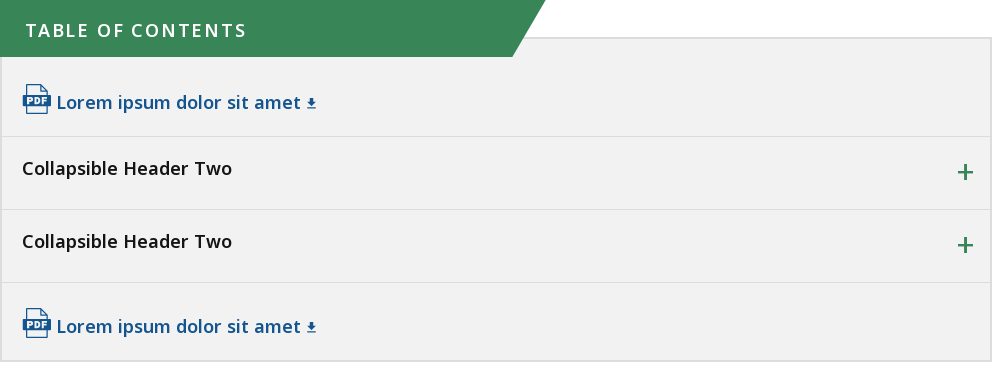 TABLE OF CONTENTS
PDF Lorem ipsum dolor sit amet
Collapsible Header Two
Collapsible Header Two
PDF Lorem ipsum dolor sit amet